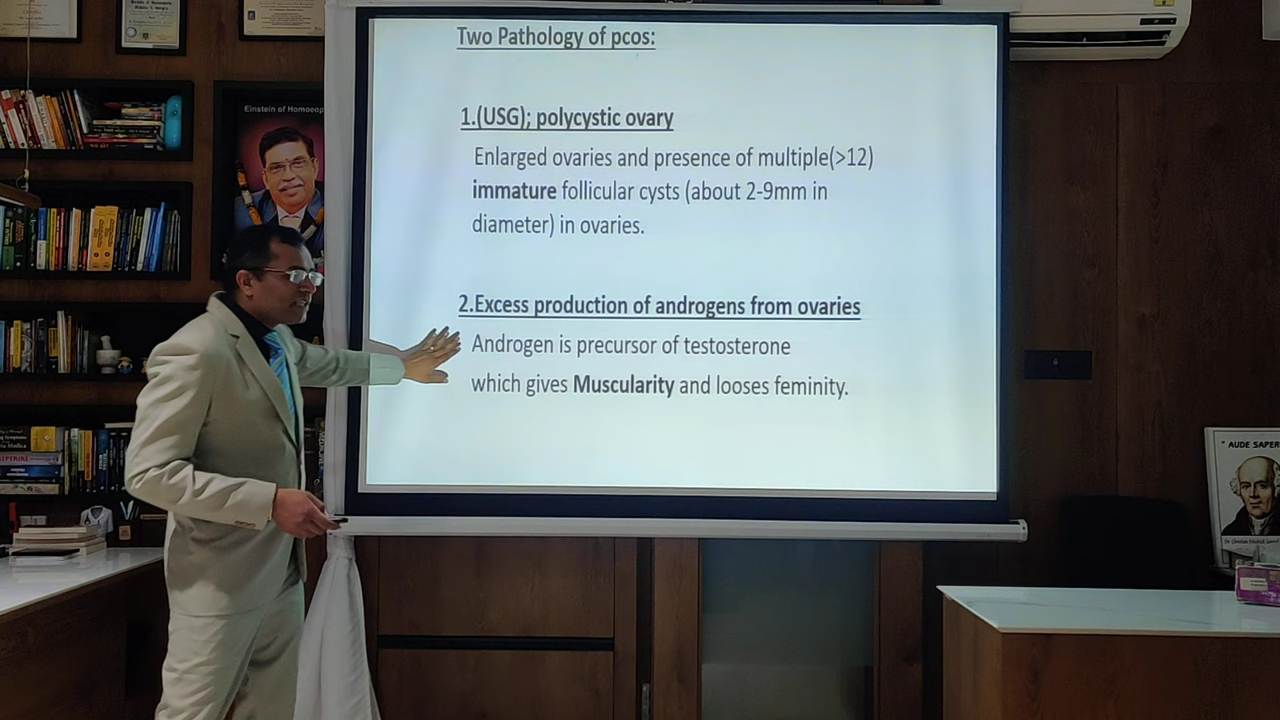 Two Pathology of pcos:
1.(USG); polycystic ovary
Enlarged ovaries and presence of multiple(>12)
immature follicular cysts (about 2-9mm in
diameter) in ovaries.
2.Excess production of androgens from ovaries
Androgen is precursor of testosterone
which gives Muscularity and looses feminity.
Einstein of Homoeop
" AUDE SAPER